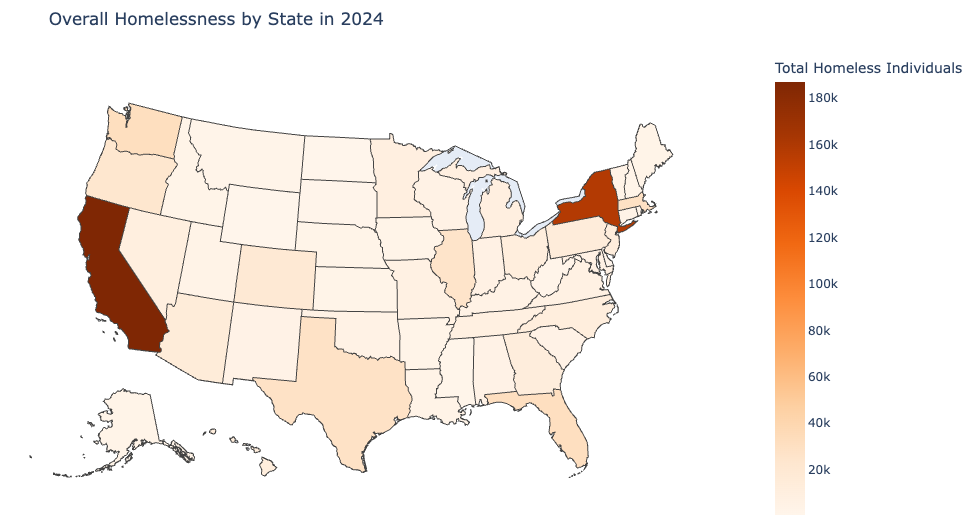 Overall Homelessness by State in 2024
Total Homeless Individuals
180k
160k
140k
120k
100k
80k
60k
40k
20k